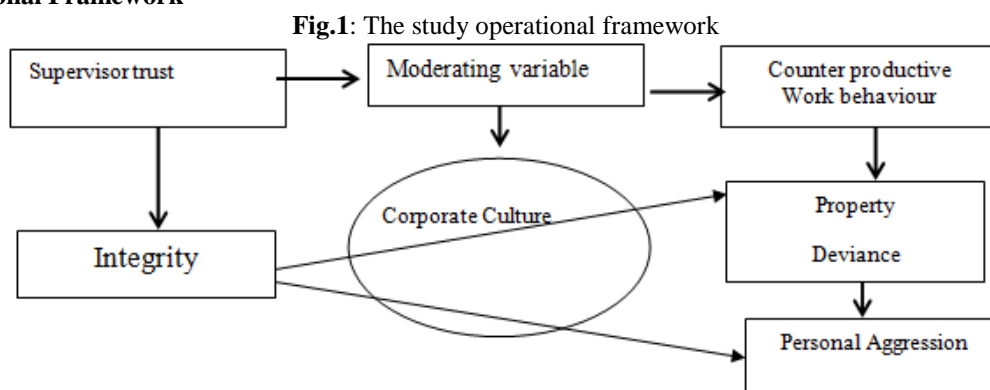 onal Framework
Fig.1: The study operational framework
Supervisor trust
Moderating variable
Counter productive
Work behaviour
Corporate Culture
Property
Deviance
Integrity
Personal Aggression